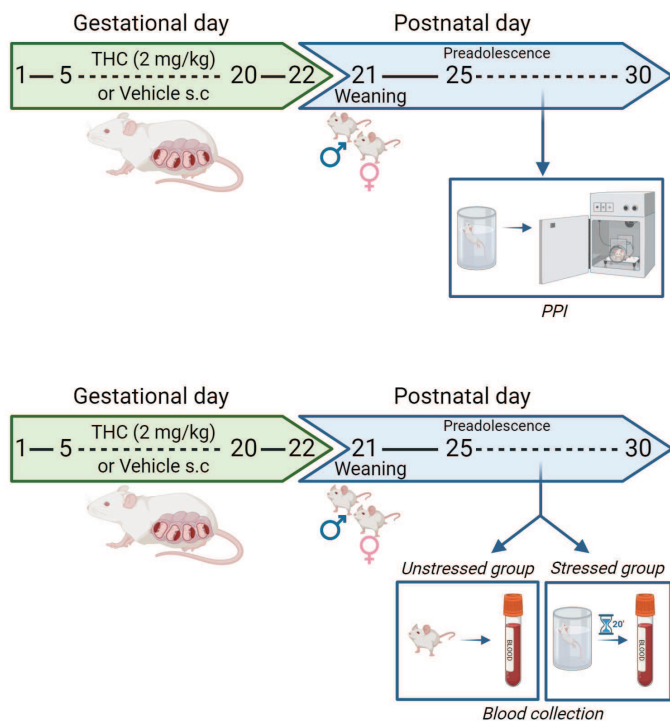 Gestational day
Postnatal day
THC (2 mg/kg)
Preadolescence
1 5 20 22 21 25 30
or Vehicle s.c
Weaning
PPI
Gestational day
Postnatal day
THC (2 mg/kg)
Preadolescence
1 5 20 22 21 25 30
or Vehicle s.c
Weaning
Unstressed group
Stressed group
20'
BLOOD
BLOOD
Blood collection